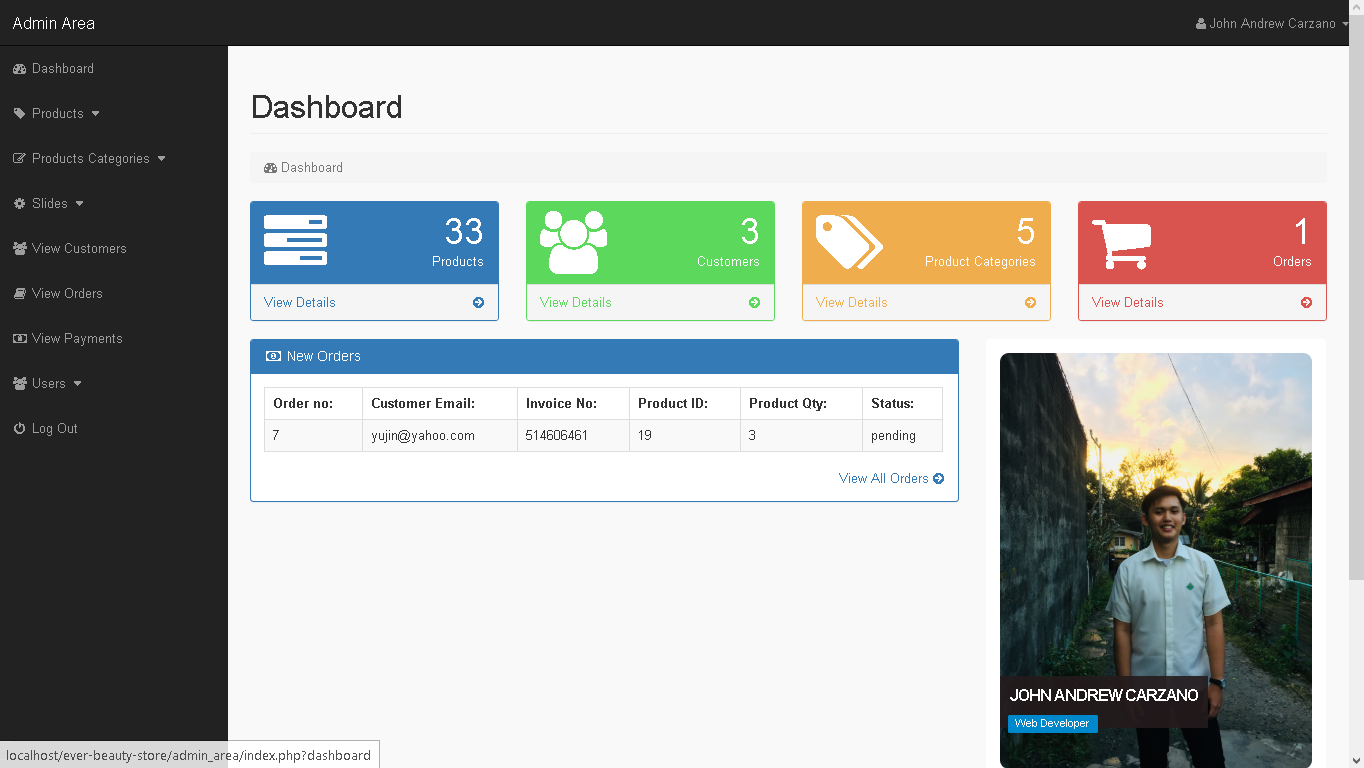 Admin Area
John Andrew Carzano
Dashboard
Products
Products Categories
Slides
View Customers
View Orders
View Payments
Users
Log Out
Dashboard
Dashboard
33
Products
View Details
3
Customers
View Details
5
Product Categories
View Details
1
Orders
View Details
New Orders
Order no: Customer Email: Invoice No: Product ID: Product Qty: Status:
7 yujin@yahoo.com 514606461 19 3 pending
View All Orders
JOHN ANDREW CARZANO
Web Developer
localhost/ever-beauty-store/admin_area/index.php?dashboard